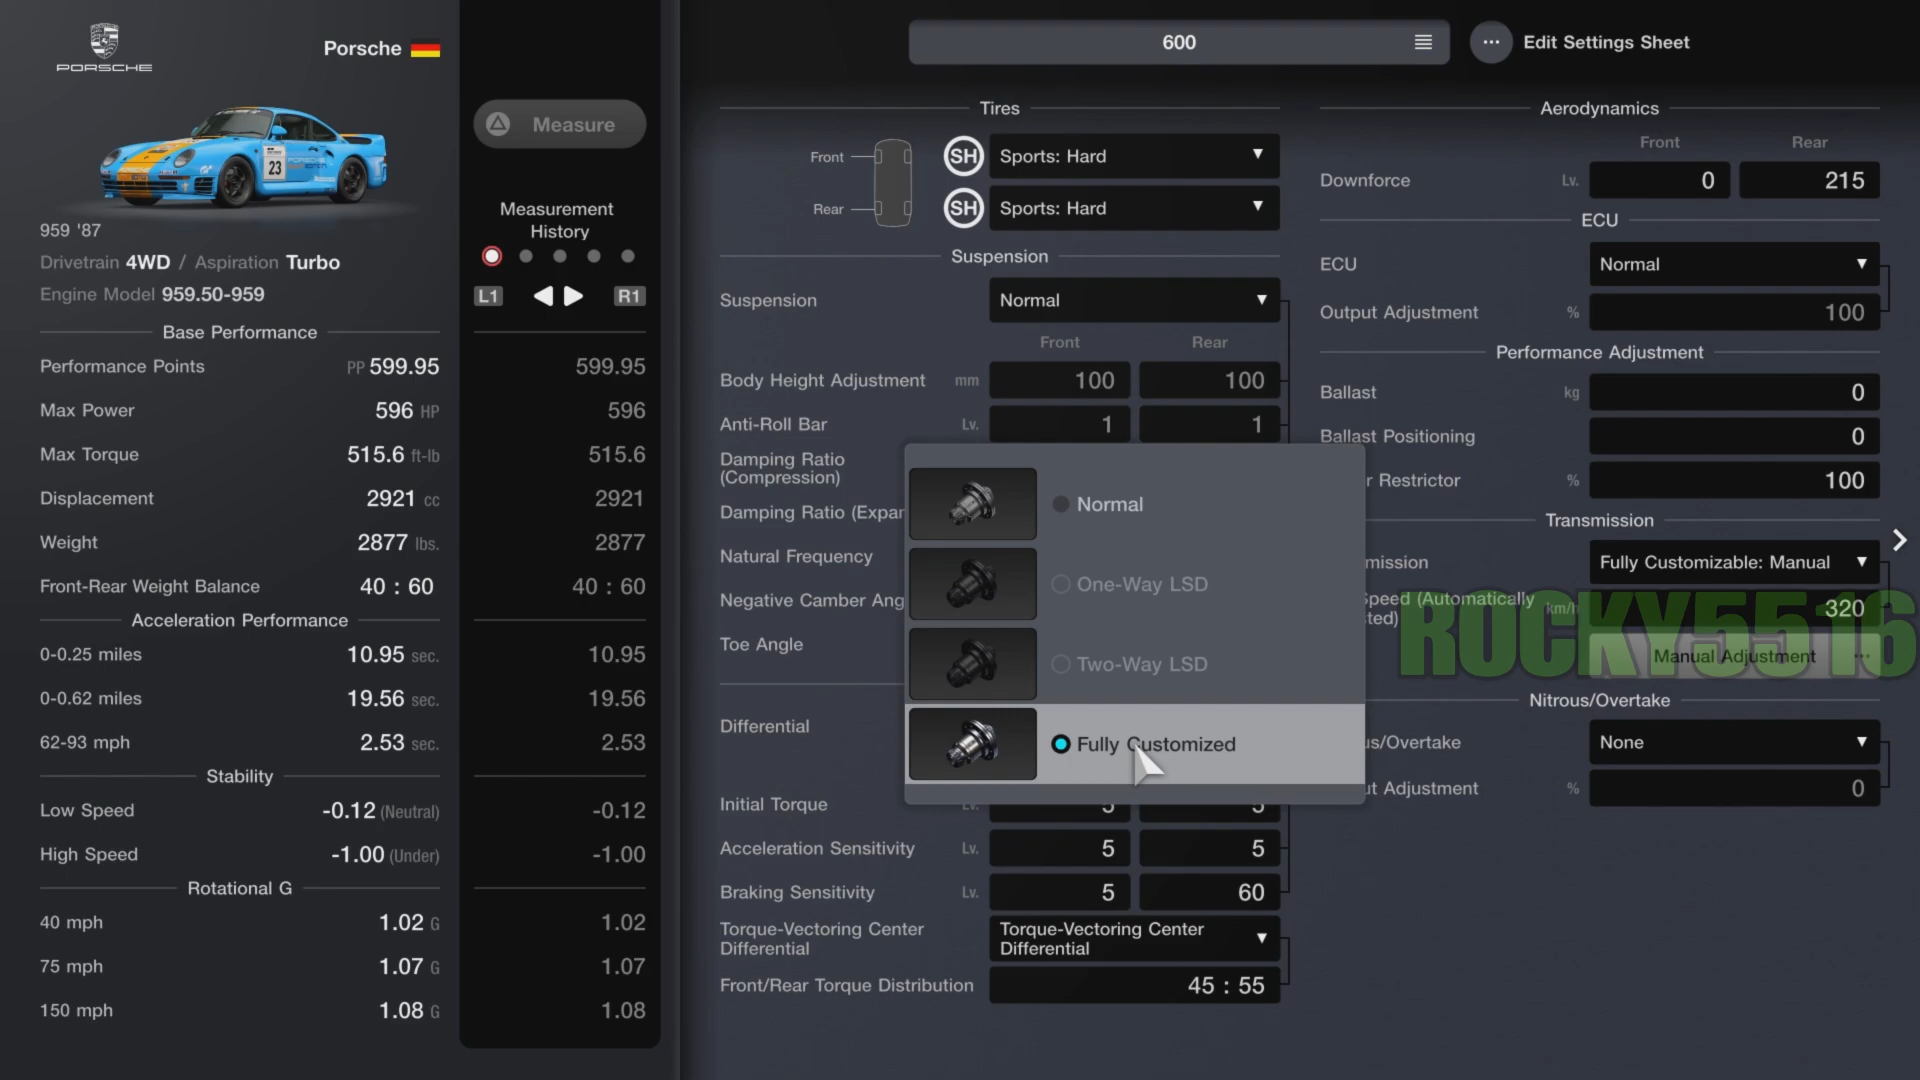 PORSCHE
Porsche
23
959 '87
Drivetrain 4WD / Aspiration Turbo
Engine Model 959.50-959
Base Performance
Performance Points PP 599.95
Max Power 596 HP
Max Torque 515.6 ft-lb
Displacement 2921 cc
Weight 2877 lbs.
Front-Rear Weight Balance 40 : 60
Acceleration Performance
0-0.25 miles 10.95 sec.
0-0.62 miles 19.56 sec.
62-93 mph 2.53 sec.
Stability
Low Speed -0.12 (Neutral)
High Speed -1.00 (Under)
Rotational G
40 mph 1.02 G
75 mph 1.07 G
150 mph 1.08 G
Measure
Measurement
History
L1 R1
599.95
596
515.6
2921
2877
40 : 60
10.95
19.56
2.53
-0.12
-1.00
1.02
1.07
1.08
600
Edit Settings Sheet
Tires
Front SH Sports: Hard
Rear SH Sports: Hard
Suspension
Suspension Normal
Front Rear
Body Height Adjustment mm 100 100
Anti-Roll Bar Lv. 1 1
Damping Ratio
(Compression)
Damping Ratio (Expan
Natural Frequency
Negative Camber Ang
Toe Angle
Differential
Normal
One-Way LSD
Two-Way LSD
Fully Customized
Initial Torque Lv. 5 5
Acceleration Sensitivity Lv. 5 5
Braking Sensitivity Lv. 5 60
Torque-Vectoring Center
Differential
Torque-Vectoring Center
Differential
Front/Rear Torque Distribution 45 : 55
Aerodynamics
Front Rear
Downforce Lv. 0 215
ECU
ECU Normal
Output Adjustment % 100
Performance Adjustment
Ballast kg 0
Ballast Positioning 0
r Restrictor % 100
Transmission
mission Fully Customizable: Manual
Speed (Automatically
sted) km/h 320
Manual Adjustment
ROCKY5516
Nitrous/Overtake
us/Overtake None
ut Adjustment % 0